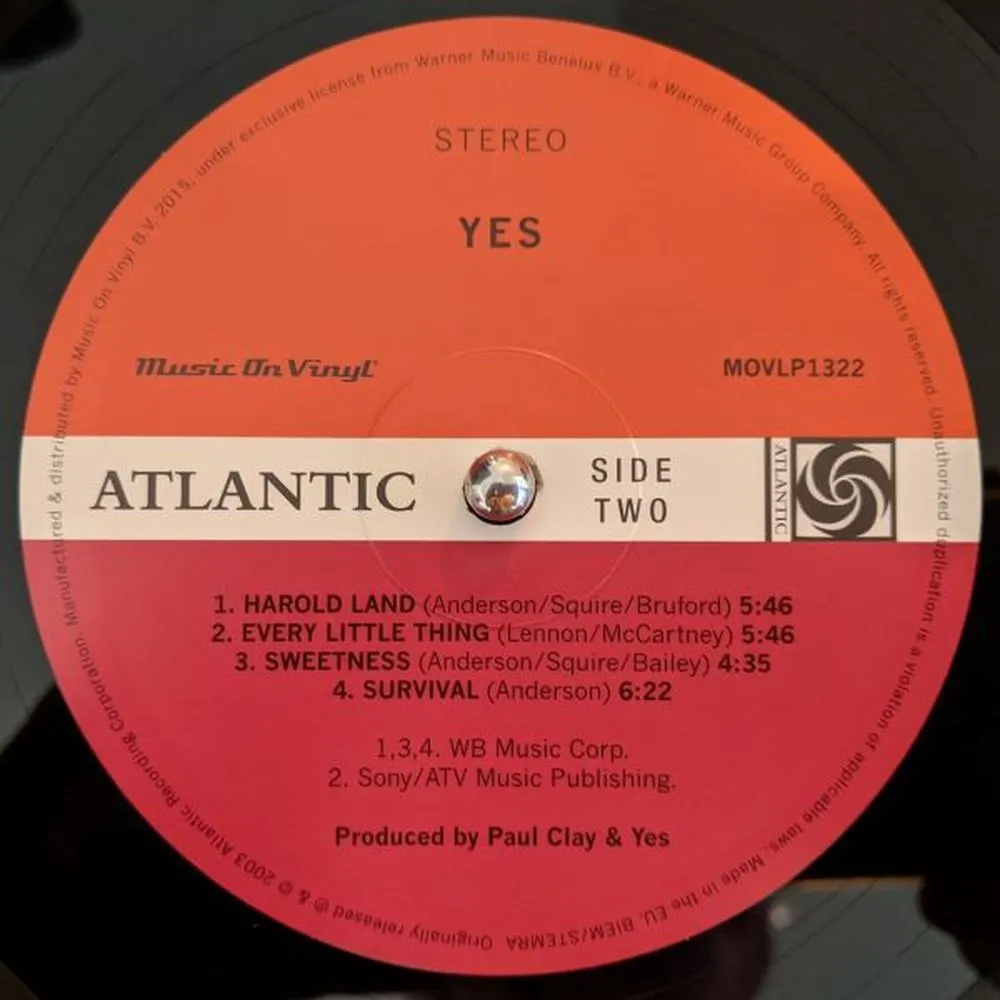 STEREO
YES
Music On Vinyl
MOVLP1322
ATLANTIC
SIDE
TWO
ATLANTIC
1. HAROLD LAND (Anderson/Squire/Bruford) 5:46
2. EVERY LITTLE THING (Lennon/McCartney) 5:46
3. SWEETNESS (Anderson/Squire/Bailey) 4:35
4. SURVIVAL (Anderson) 6:22
1,3,4. WB Music Corp.
2. Sony/ATV Music Publishing.
Produced by Paul Clay & Yes
Originally released ℗ & © 2003 Atlantic Recording Corporation. Manufactured & distributed by Music On Vinyl B.V. 2015, under exclusive license from Warner Music Benelux B.V., a Warner Music Group Company. All rights reserved. Unauthorized duplication is a violation of applicable laws. Made in the EU. BIEM/STEMRA